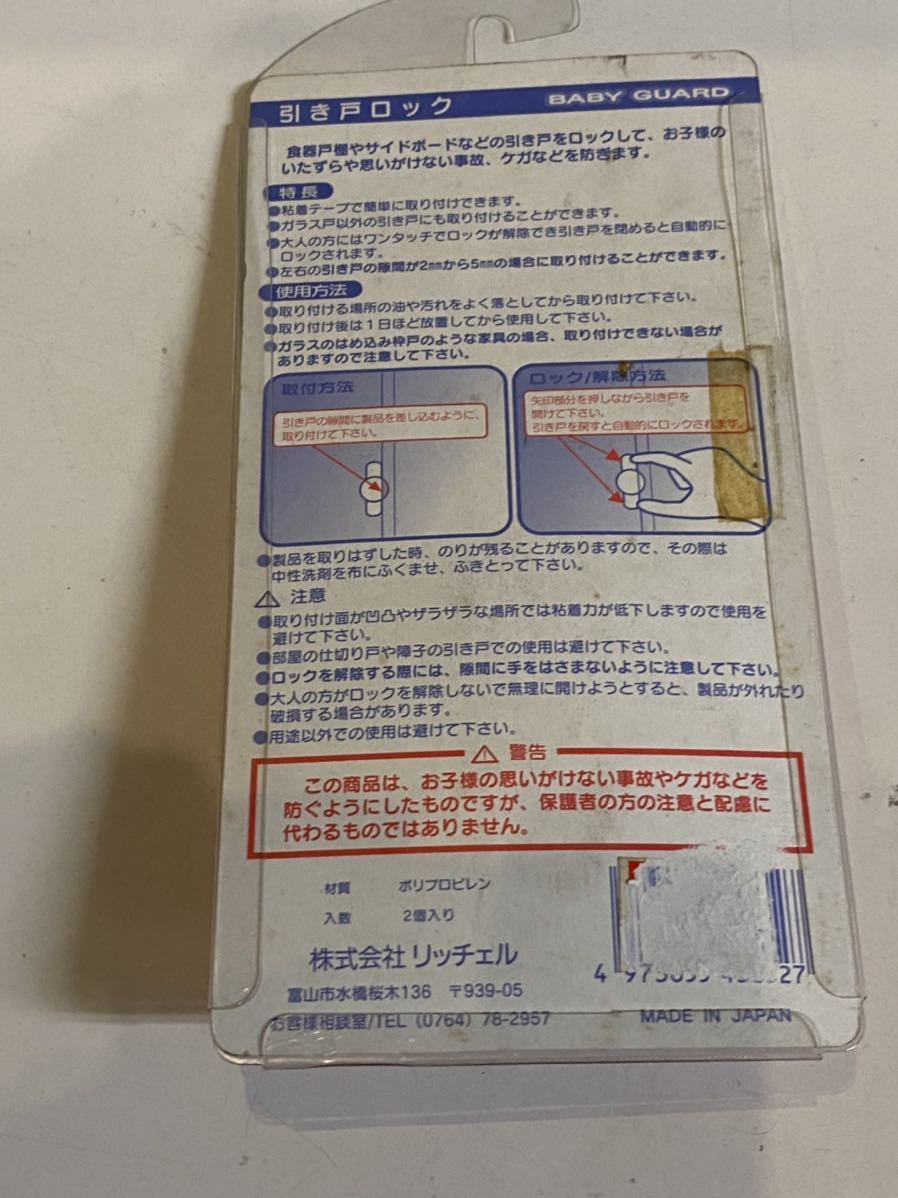 引き戸ロック BABY GUARD
食器戸棚やサイドボードなどの引き戸をロックして、お子様の
いたずらや思いがけない事故、ケガなどを防ぎます。
特長
●粘着テープで簡単に取り付けできます。
●ガラス戸以外の引き戸にも取り付けることができます。
●大人の方にはワンタッチでロックが解除でき引き戸を閉めると自動的に
ロックされます。
●左右の引き戸の隙間が2㎜から5㎜の場合に取り付けることができます。
使用方法
●取り付ける場所の油や汚れをよく落としてから取り付けて下さい。
●取り付け後は1日ほど放置してから使用して下さい。
●ガラスのはめ込み枠戸のような家具の場合、取り付けできない場合が
ありますので注意して下さい。
取付方法
引き戸の隙間に製品を差し込むように、
取り付けて下さい。
ロック/解除方法
矢印部分を押しながら引き戸を
開けて下さい。
引き戸を戻すと自動的にロックされます。
●製品を取りはずした時、のりが残ることがありますので、その際は
中性洗剤を布にふくませ、ふきとって下さい。
⚠ 注意
●取り付け面が凹凸やザラザラな場所では粘着力が低下しますので使用を
避けて下さい。
●部屋の仕切り戸や障子の引き戸での使用は避けて下さい。
●ロックを解除する際には、隙間に手をはさまないように注意して下さい。
●大人の方がロックを解除しないで無理に開けようとすると、製品が外れたり
破損する場合があります。
●用途以外での使用は避けて下さい。
⚠ 警告
この商品は、お子様の思いがけない事故やケガなどを
防ぐようにしたものですが、保護者の方の注意と配慮に
代わるものではありません。
材質 ポリプロピレン
入数 2個入り
株式会社 リッチェル
富山市水橋桜木136 〒939-05
お客様相談室/TEL (0764) 78-2957
MADE IN JAPAN